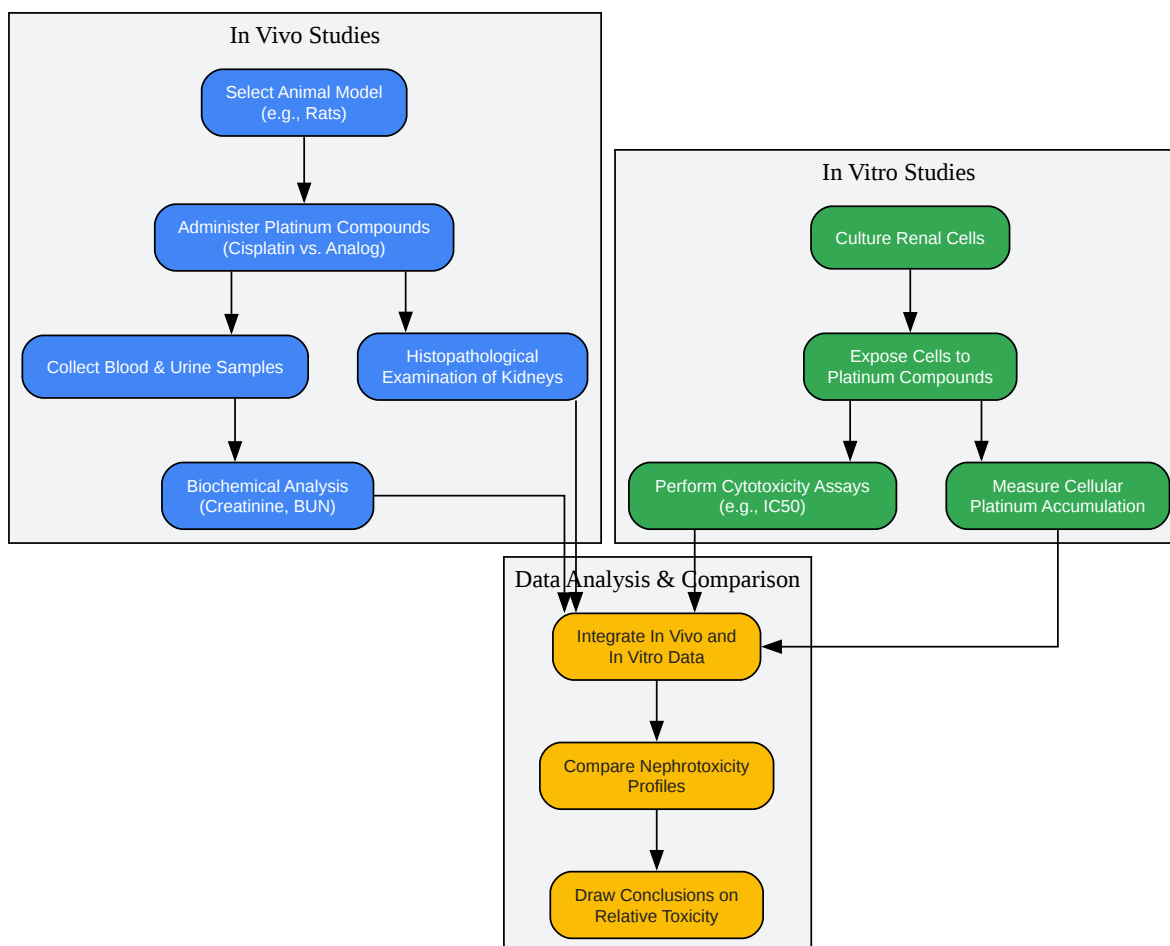 In Vivo Studies
Select Animal Model
(e.g., Rats)
Administer Platinum Compounds
(Cisplatin vs. Analog)
Collect Blood & Urine Samples
Histopathological
Examination of Kidneys
Biochemical Analysis
(Creatinine, BUN)
In Vitro Studies
Culture Renal Cells
Expose Cells to
Platinum Compounds
Perform Cytotoxicity Assays
(e.g., IC50)
Measure Cellular
Platinum Accumulation
Data Analysis & Comparison
Integrate In Vivo and
In Vitro Data
Compare Nephrotoxicity
Profiles
Draw Conclusions on
Relative Toxicity